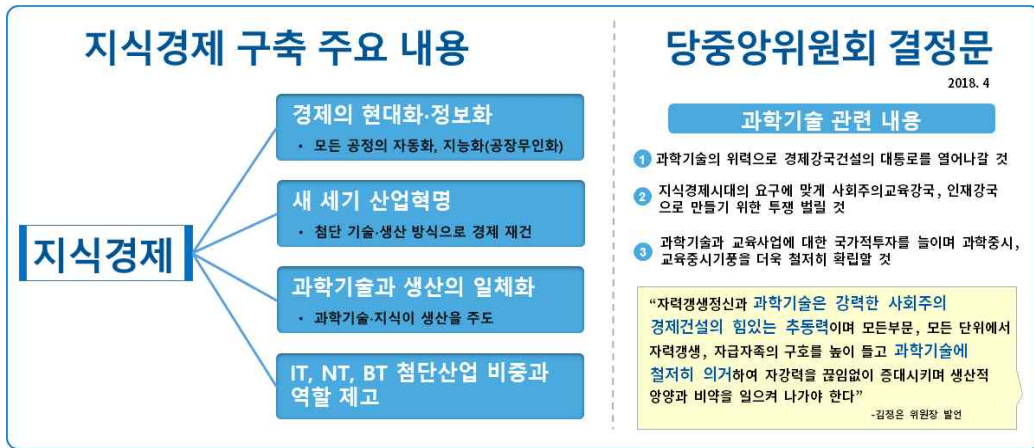 지식경제 구축 주요 내용
지식경제
경제의 현대화·정보화
• 모든 공정의 자동화, 지능화(공장무인화)
새 세기 산업혁명
• 첨단 기술·생산 방식으로 경제 재건
과학기술과 생산의 일체화
• 과학기술·지식이 생산을 주도
IT, NT, BT 첨단산업 비중과
역할 제고
당중앙위원회 결정문
2018. 4
과학기술 관련 내용
1 과학기술의 위력으로 경제강국건설의 대통로를 열어나갈 것
2 지식경제시대의 요구에 맞게 사회주의교육강국, 인재강국
으로 만들기 위한 투쟁 벌릴 것
3 과학기술과 교육사업에 대한 국가적투자를 늘이며 과학중시,
교육중시기풍을 더욱 철저히 확립할 것
“자력갱생정신과 과학기술은 강력한 사회주의
경제건설의 힘있는 추동력이며 모든부문, 모든 단위에서
자력갱생, 자급자족의 구호를 높이 들고 과학기술에
철저히 의거하여 자강력을 끊임없이 증대시키며 생산적
앙양과 비약을 일으켜 나가야 한다”
-김정은 위원장 발언